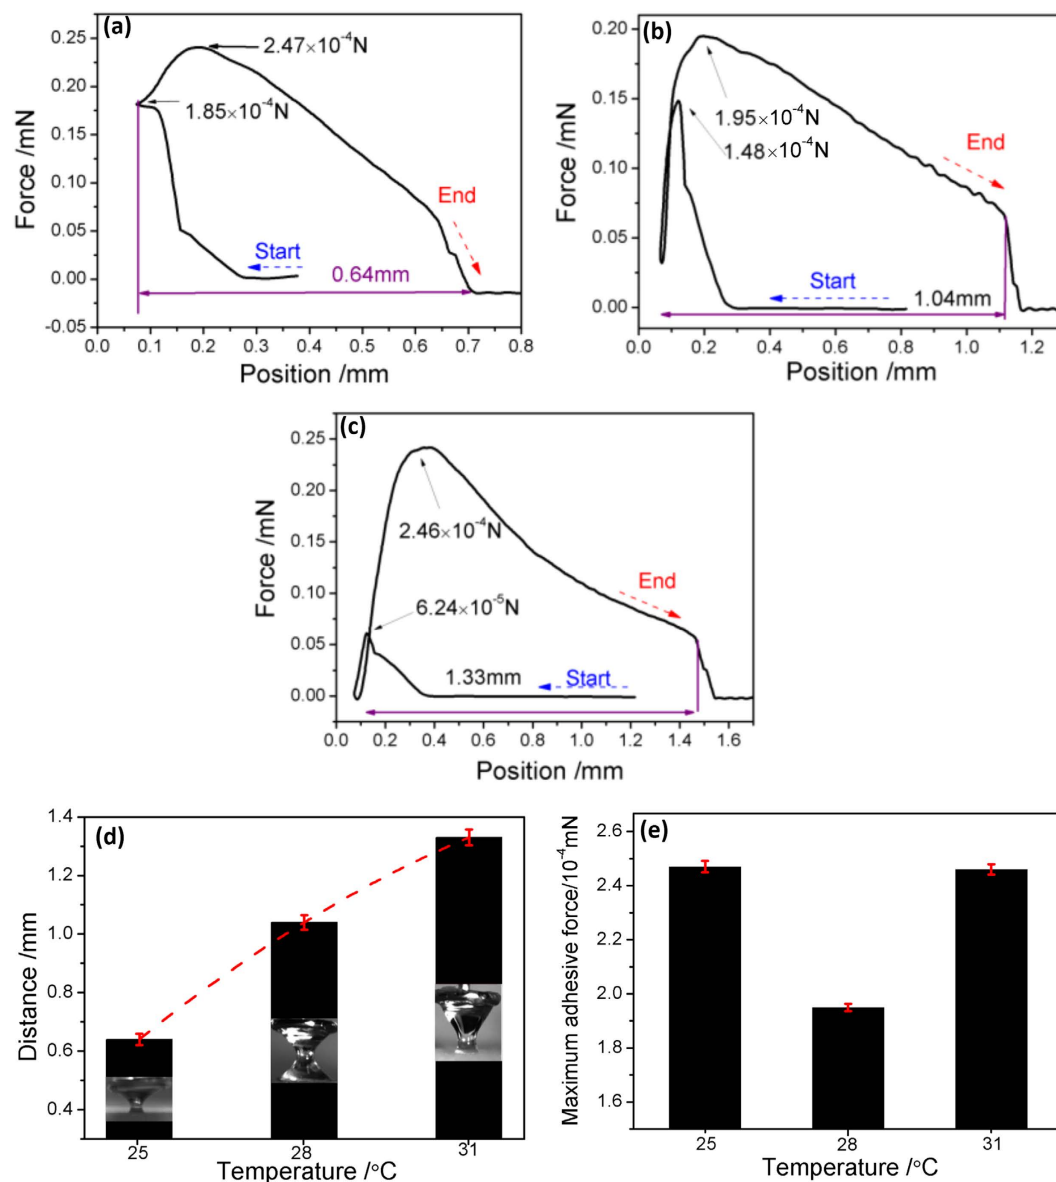 (a)
0.25
0.20
0.15
0.10
0.05
0.00
-0.05
Force /mN
2.47×10⁻⁴N
1.85×10⁻⁴N
End
Start
0.64mm
0.0 0.1 0.2 0.3 0.4 0.5 0.6 0.7 0.8
Position /mm
(b)
0.20
0.15
0.10
0.05
0.00
Force /mN
1.95×10⁻⁴N
1.48×10⁻⁴N
End
Start
1.04mm
0.0 0.2 0.4 0.6 0.8 1.0 1.2
Position /mm
(c)
0.25
0.20
0.15
0.10
0.05
0.00
Force /mN
2.46×10⁻⁴N
6.24×10⁻⁵N
End
Start
1.33mm
0.0 0.2 0.4 0.6 0.8 1.0 1.2 1.4 1.6
Position /mm
(d)
1.4
1.2
1.0
0.8
0.6
0.4
Distance /mm
25 28 31
Temperature /°C
(e)
2.6
2.4
2.2
2.0
1.8
1.6
Maximum adhesive force/10⁻⁴mN
25 28 31
Temperature /°C